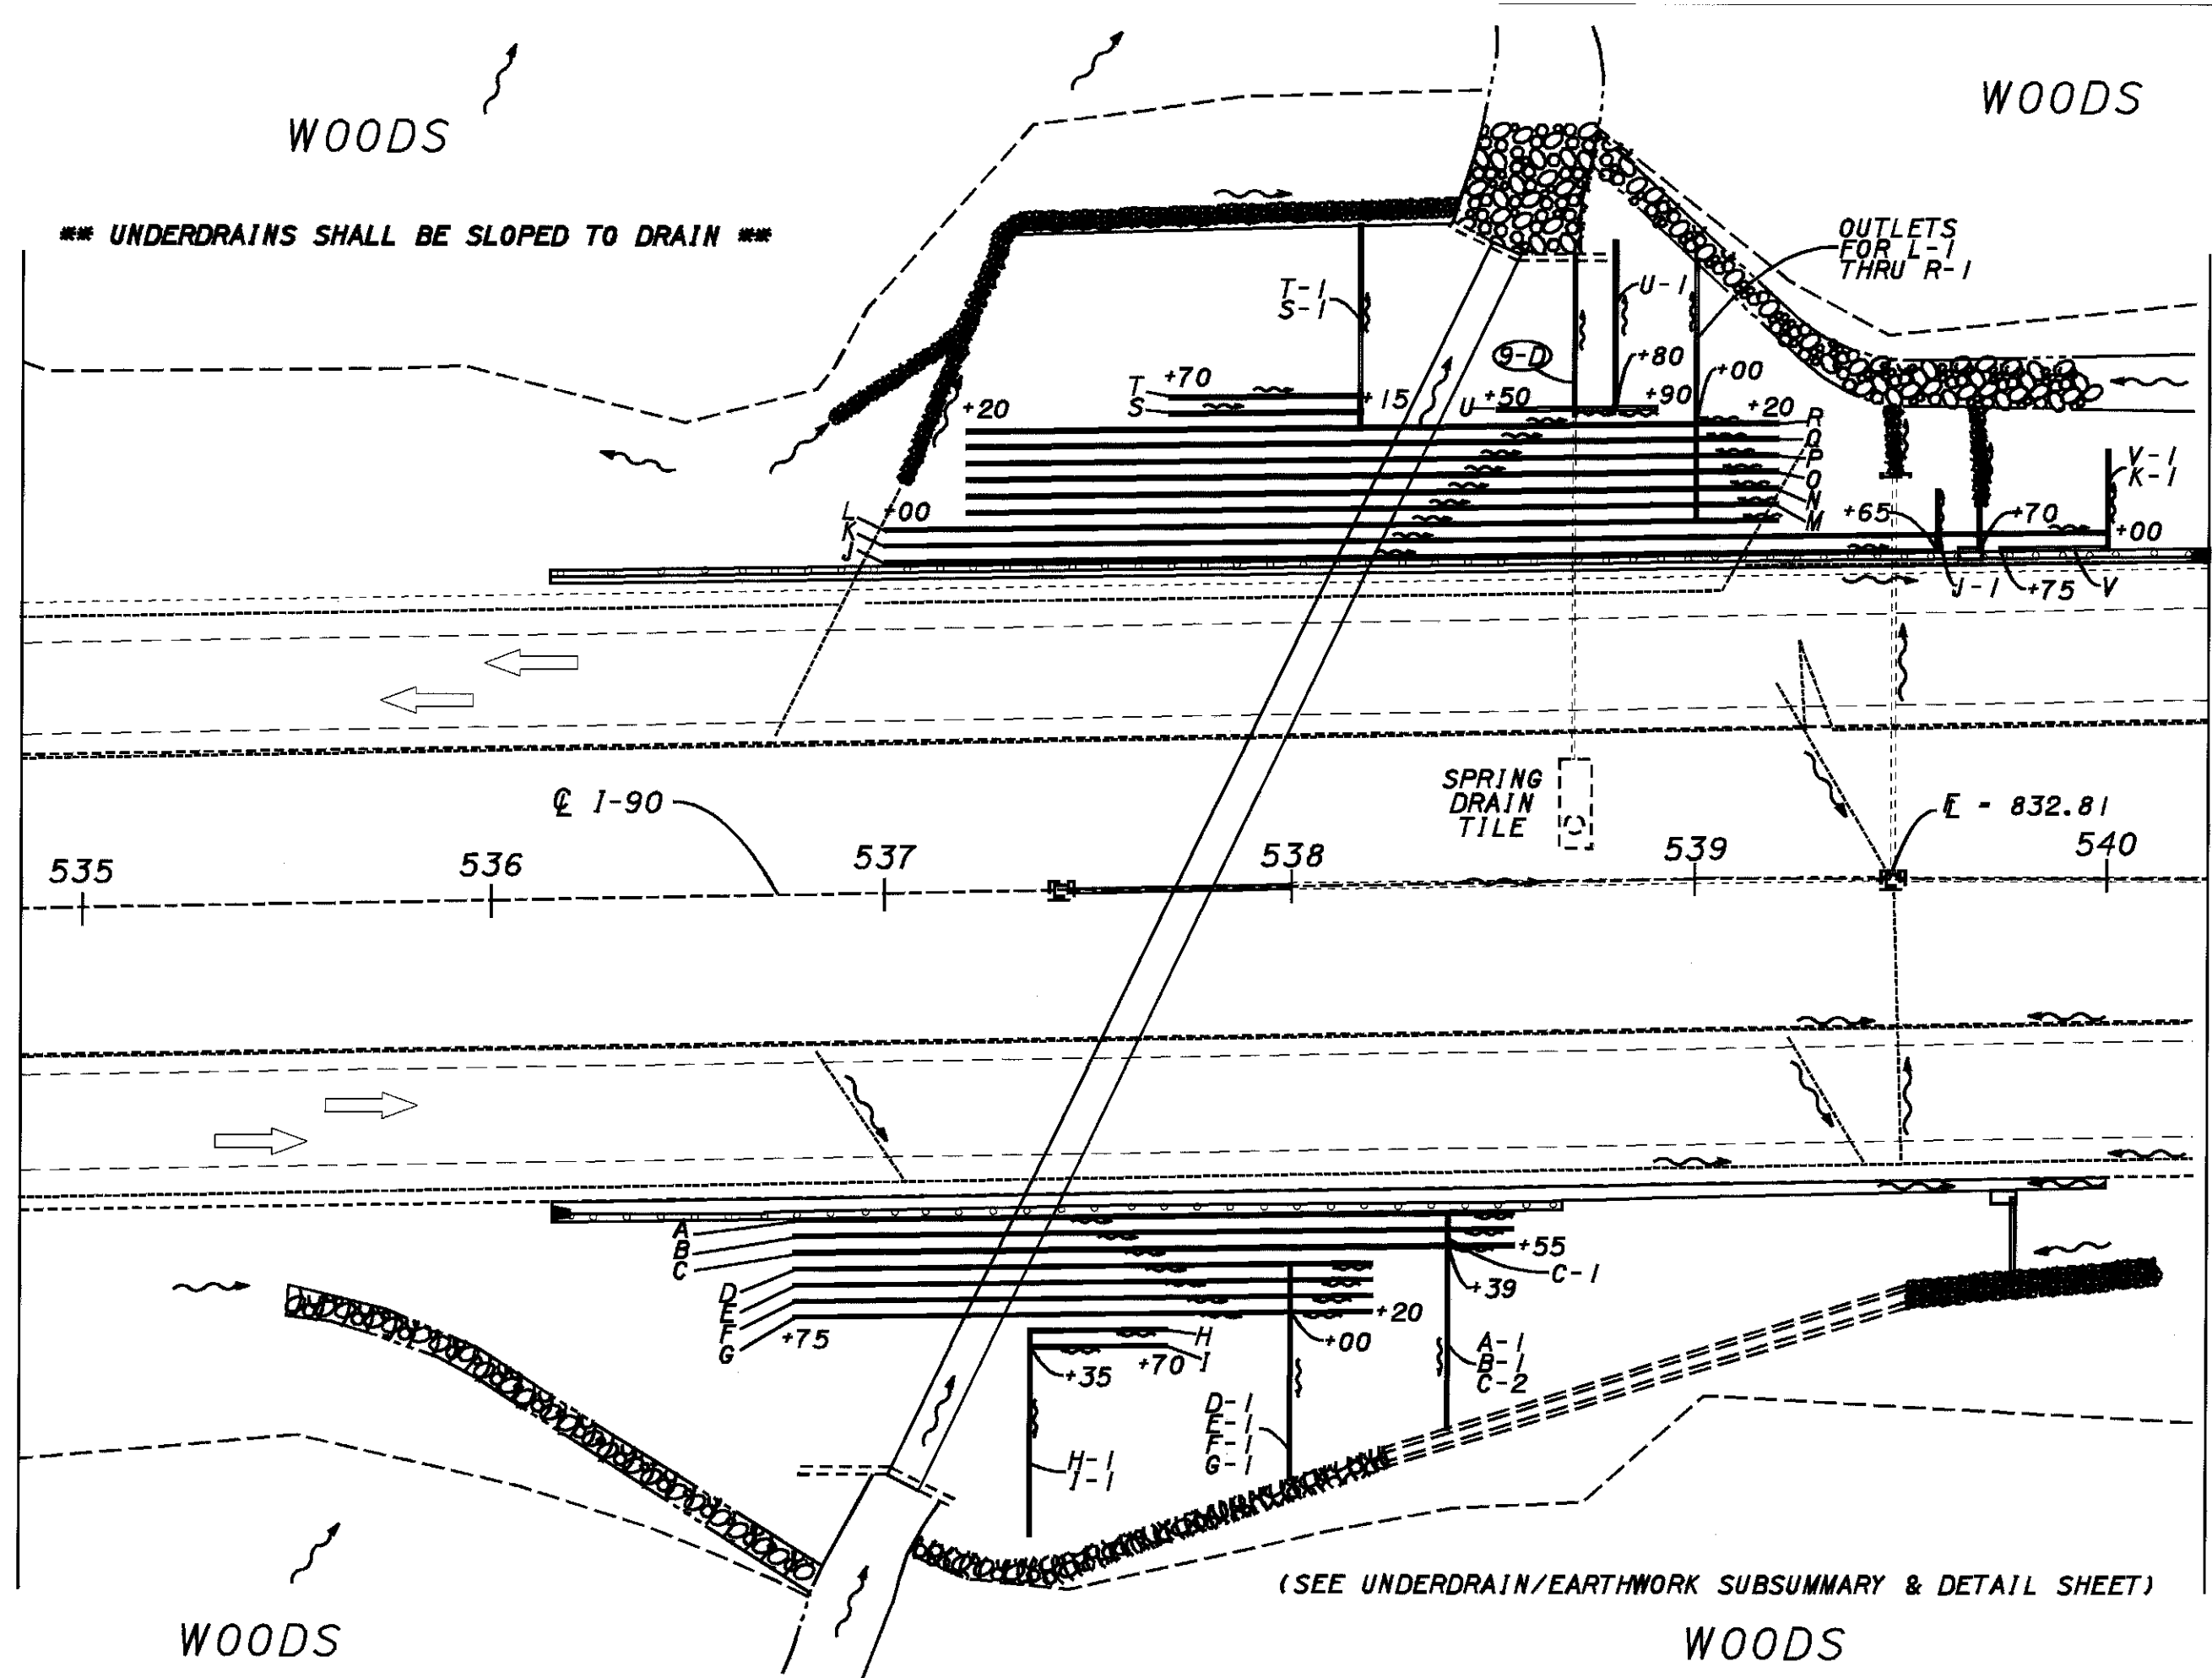 WOODS
WOODS
** UNDERDRAINS SHALL BE SLOPED TO DRAIN **
OUTLETS
FOR L-1
THRU R-1
T-1
S-1
U-1
9-D
+80
+00
T
+70
S
+15
U
+50
+90
+20
+20
R
Q
P
O
N
M
V-1
K-1
L
+00
K
J
+65
+70
+00
J-1
+75
V
SPRING
DRAIN
TILE
℄ I-90
E - 832.81
535
536
537
538
539
540
A
B
C
+55
C-1
+39
D
E
F
G
+75
+20
+00
H
I
+70
+35
A-1
B-1
C-2
D-1
E-1
F-1
G-1
H-1
I-1
(SEE UNDERDRAIN/EARTHWORK SUBSUMMARY & DETAIL SHEET)
WOODS
WOODS